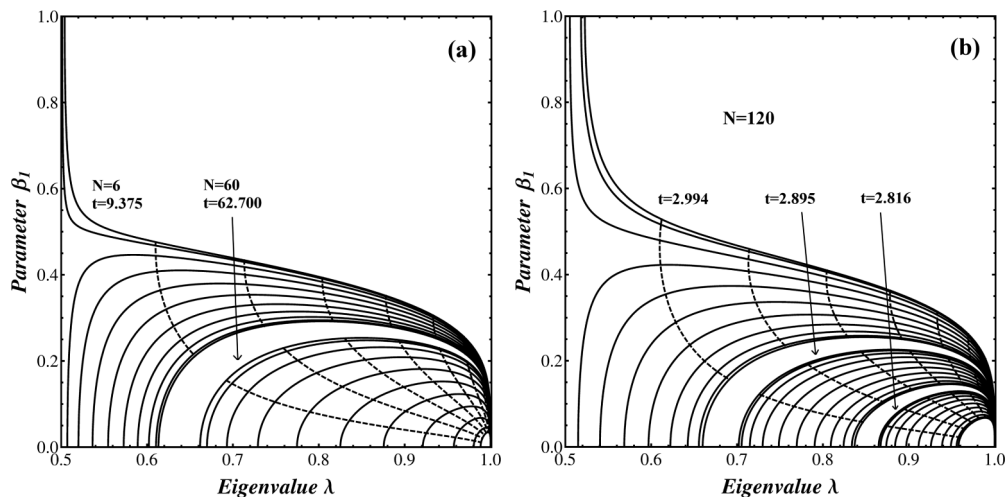 (a)
1.0
0.8
0.6
0.4
0.2
0.0
Parameter β1
N=6
t=9.375
N=60
t=62.700
0.5 0.6 0.7 0.8 0.9 1.0
Eigenvalue λ
(b)
1.0
0.8
0.6
0.4
0.2
0.0
Parameter β1
N=120
t=2.994
t=2.895
t=2.816
0.5 0.6 0.7 0.8 0.9 1.0
Eigenvalue λ